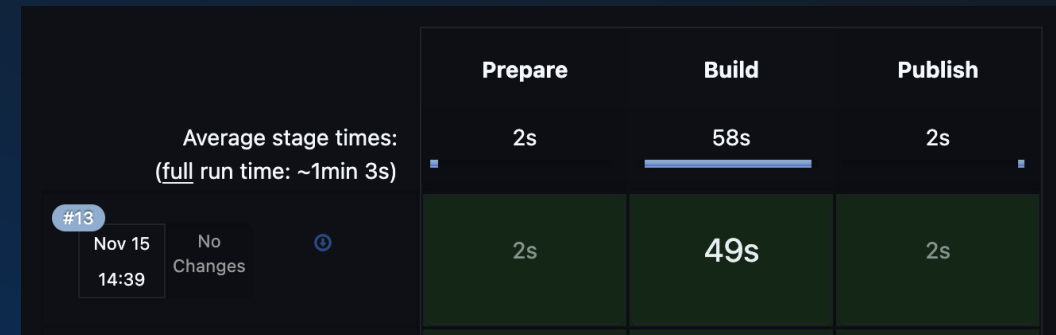 Prepare Build Publish
Average stage times: 2s 58s 2s
(full run time: ~1min 3s)
#13
Nov 15
14:39
No
Changes
2s 49s 2s